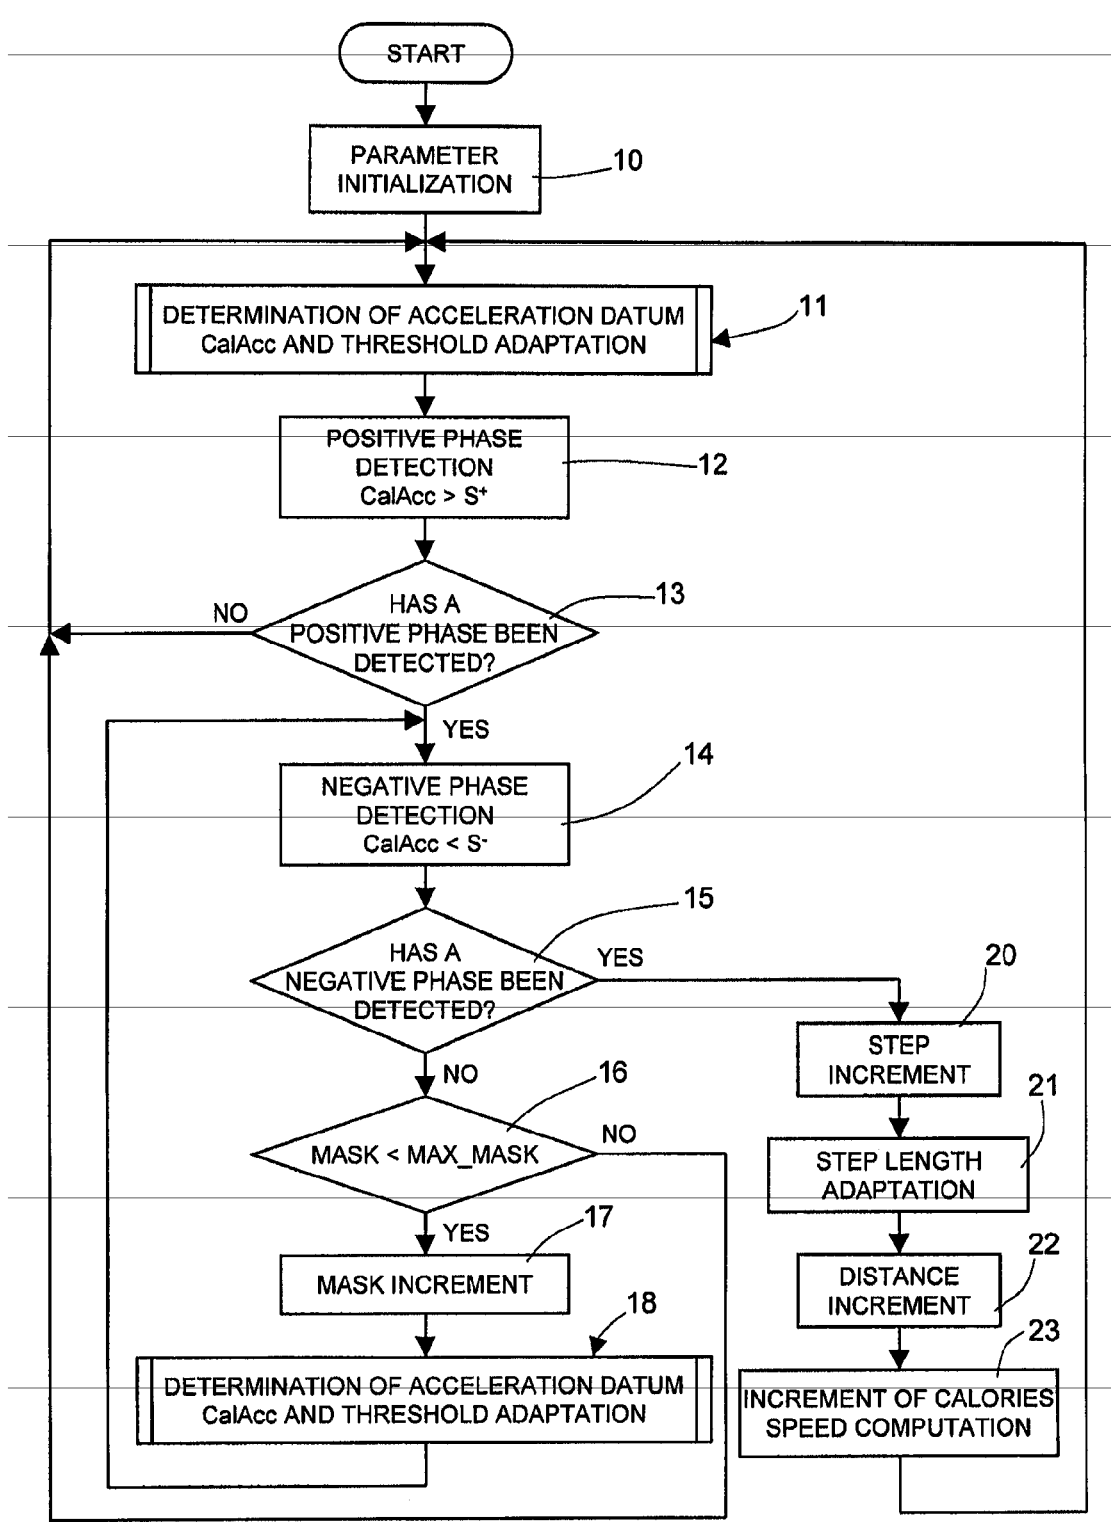 START
PARAMETER
INITIALIZATION
10
DETERMINATION OF ACCELERATION DATUM
CalAcc AND THRESHOLD ADAPTATION
11
POSITIVE PHASE
DETECTION
CalAcc > S⁺
12
HAS A
POSITIVE PHASE BEEN
DETECTED?
13
NO
YES
NEGATIVE PHASE
DETECTION
CalAcc < S⁻
14
HAS A
NEGATIVE PHASE BEEN
DETECTED?
15
YES
NO
MASK < MAX_MASK
16
NO
YES
MASK INCREMENT
17
DETERMINATION OF ACCELERATION DATUM
CalAcc AND THRESHOLD ADAPTATION
18
STEP
INCREMENT
20
STEP LENGTH
ADAPTATION
21
DISTANCE
INCREMENT
22
INCREMENT OF CALORIES
SPEED COMPUTATION
23